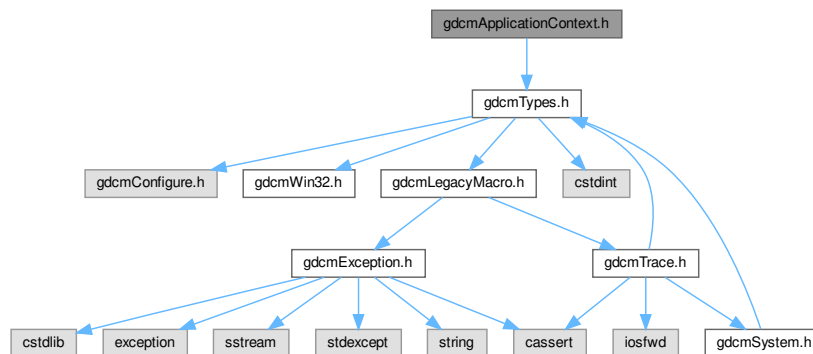 gdcmApplicationContext.h
gdcmTypes.h
gdcmConfigure.h
gdcmWin32.h
gdcmLegacyMacro.h
cstdint
gdcmException.h
gdcmTrace.h
cstdlib
exception
sstream
stdexcept
string
cassert
iosfwd
gdcmSystem.h